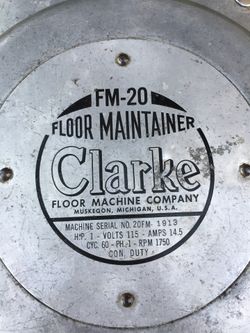 FM-20
FLOOR MAINTAINER
Clarke
FLOOR MACHINE COMPANY
MUSKEGON, MICHIGAN, U.S.A.
MACHINE SERIAL NO. 20FM-1913
H.P. 1 - VOLTS 115 - AMPS 14.5
CYC. 60 - PH. 1 - RPM 1750
CON. DUTY